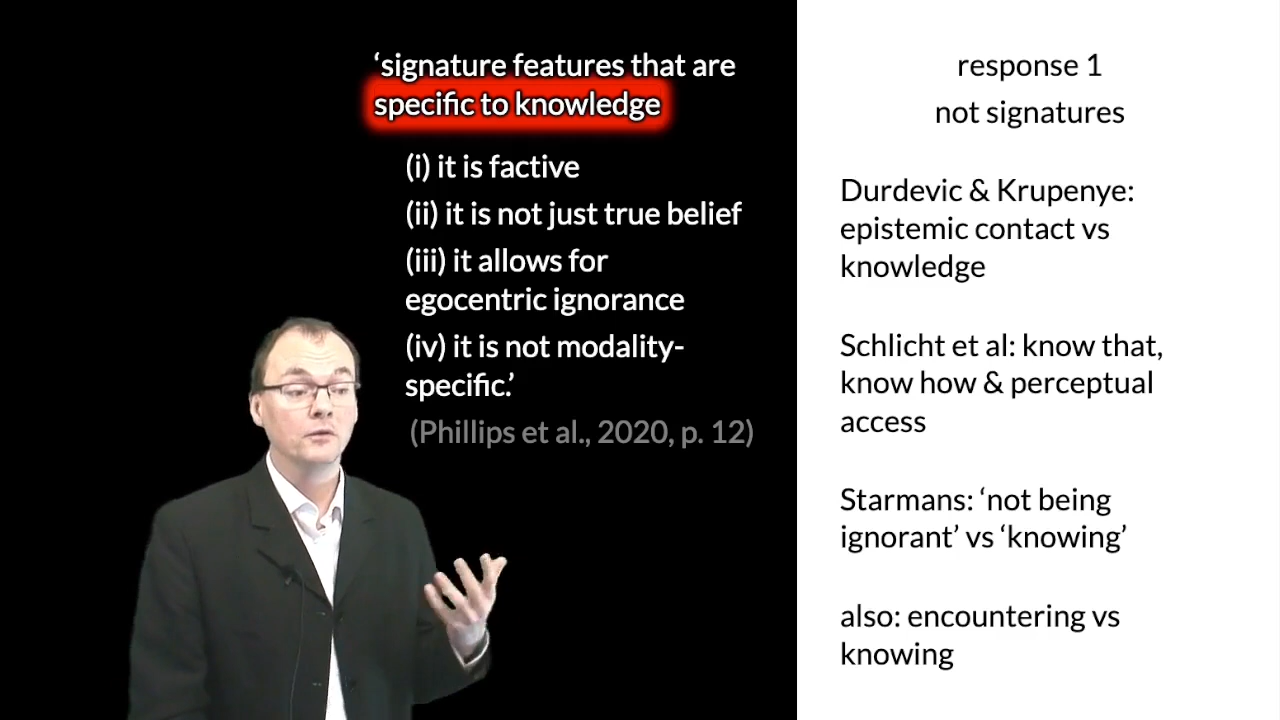 ‘signature features that are
specific to knowledge
(i) it is factive
(ii) it is not just true belief
(iii) it allows for
egocentric ignorance
(iv) it is not modality-
specific.’
(Phillips et al., 2020, p. 12)
response 1
not signatures
Durdevic & Krupenye:
epistemic contact vs
knowledge
Schlicht et al: know that,
know how & perceptual
access
Starmans: ‘not being
ignorant’ vs ‘knowing’
also: encountering vs
knowing